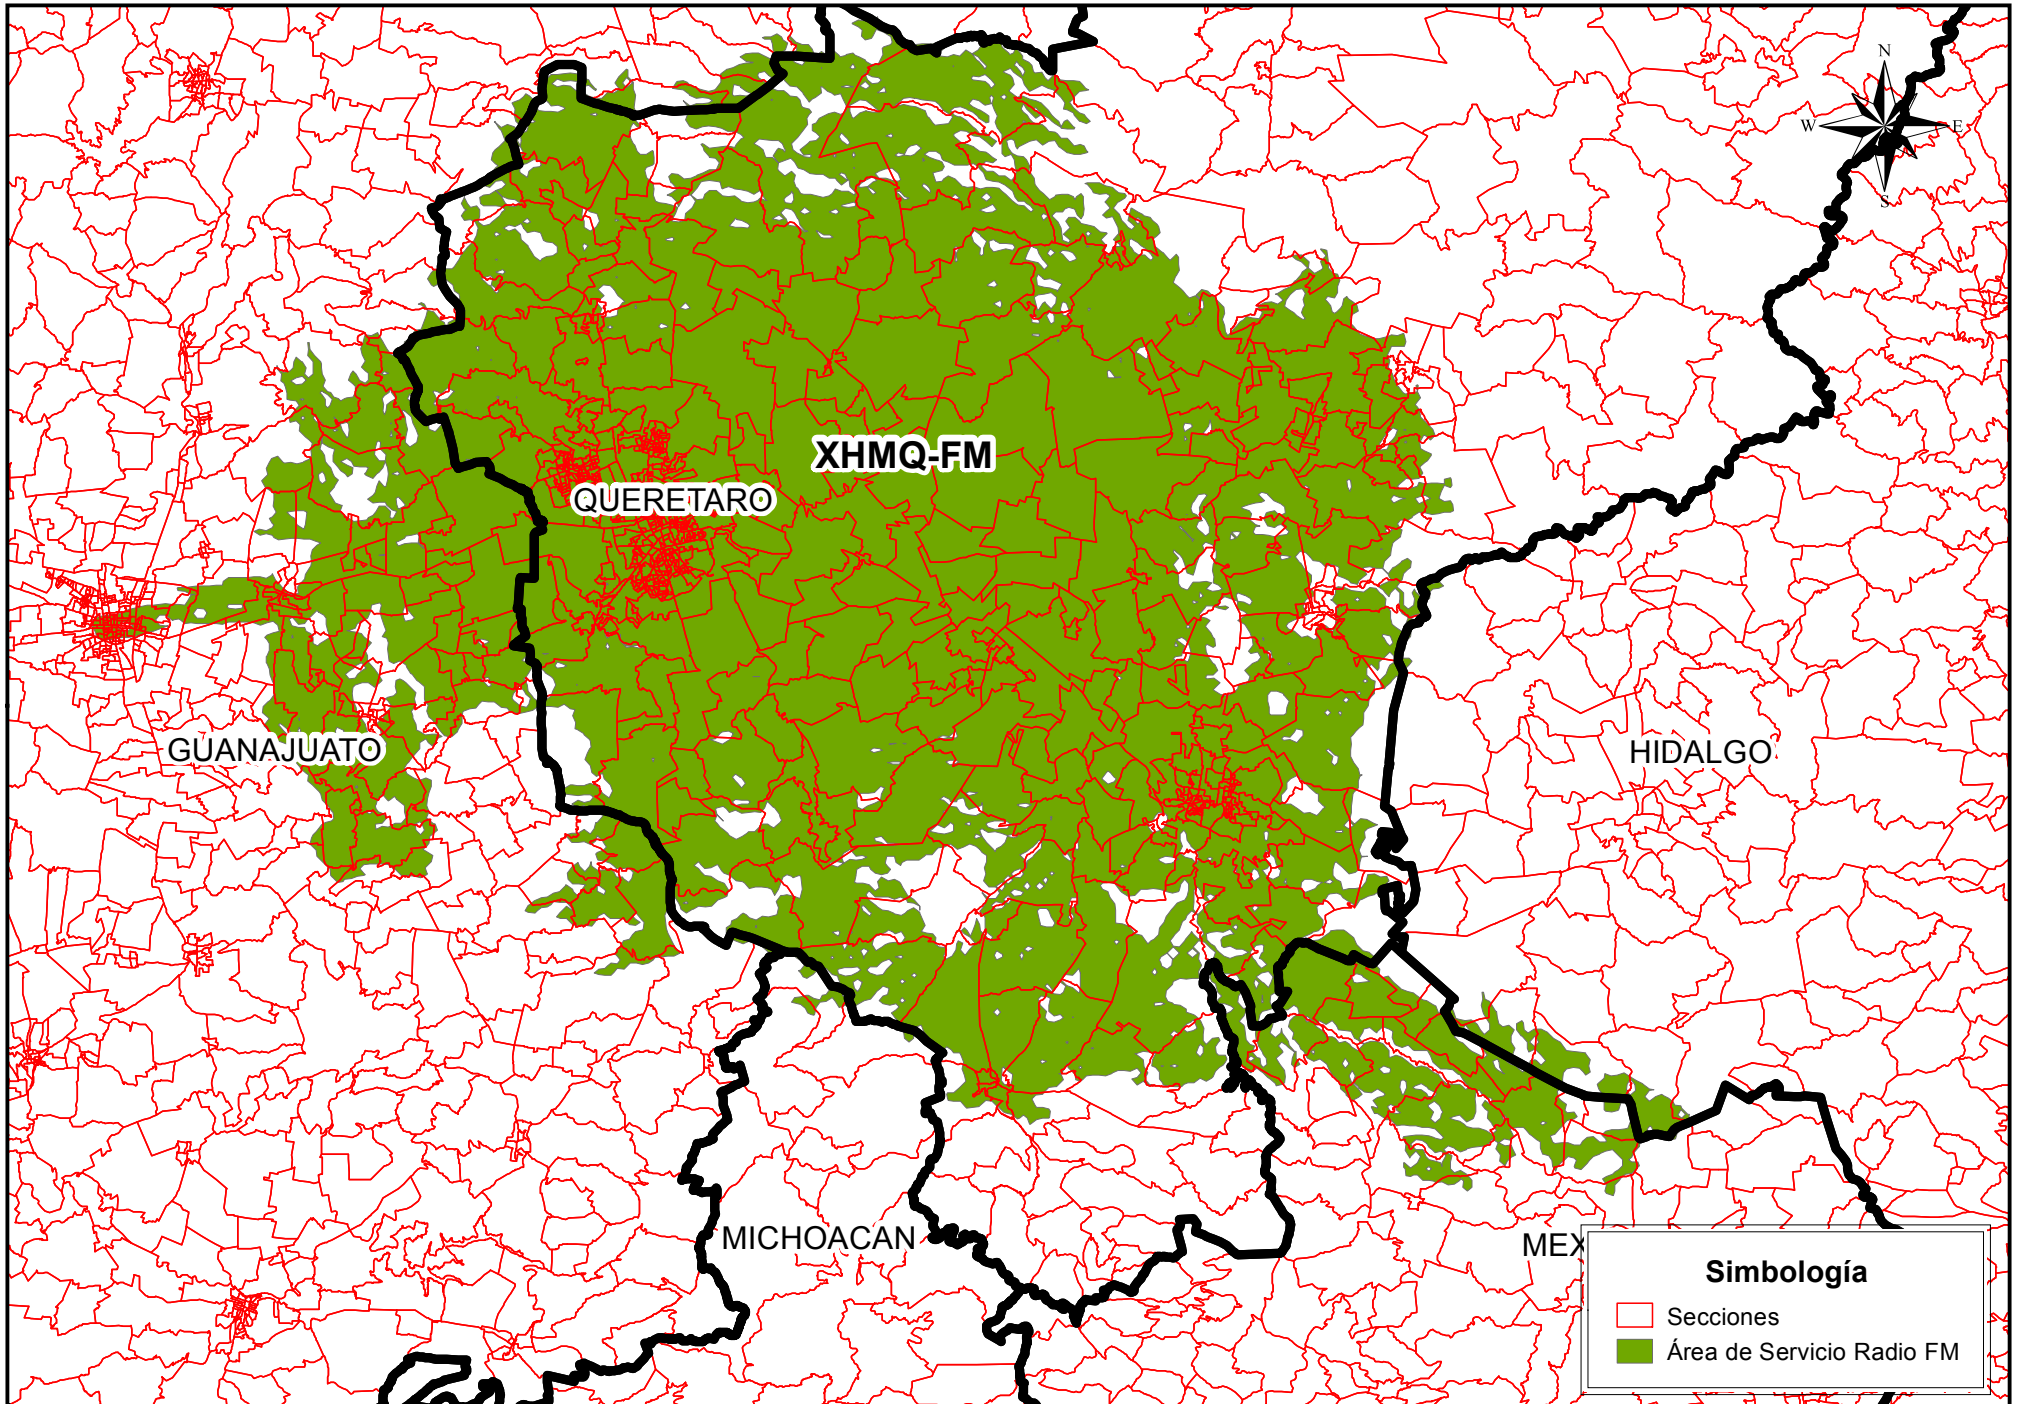 N
W E
S
XHMQ-FM
QUERETARO
GUANAJUATO
HIDALGO
MICHOACAN
MEX
Simbología
Secciones
Área de Servicio Radio FM